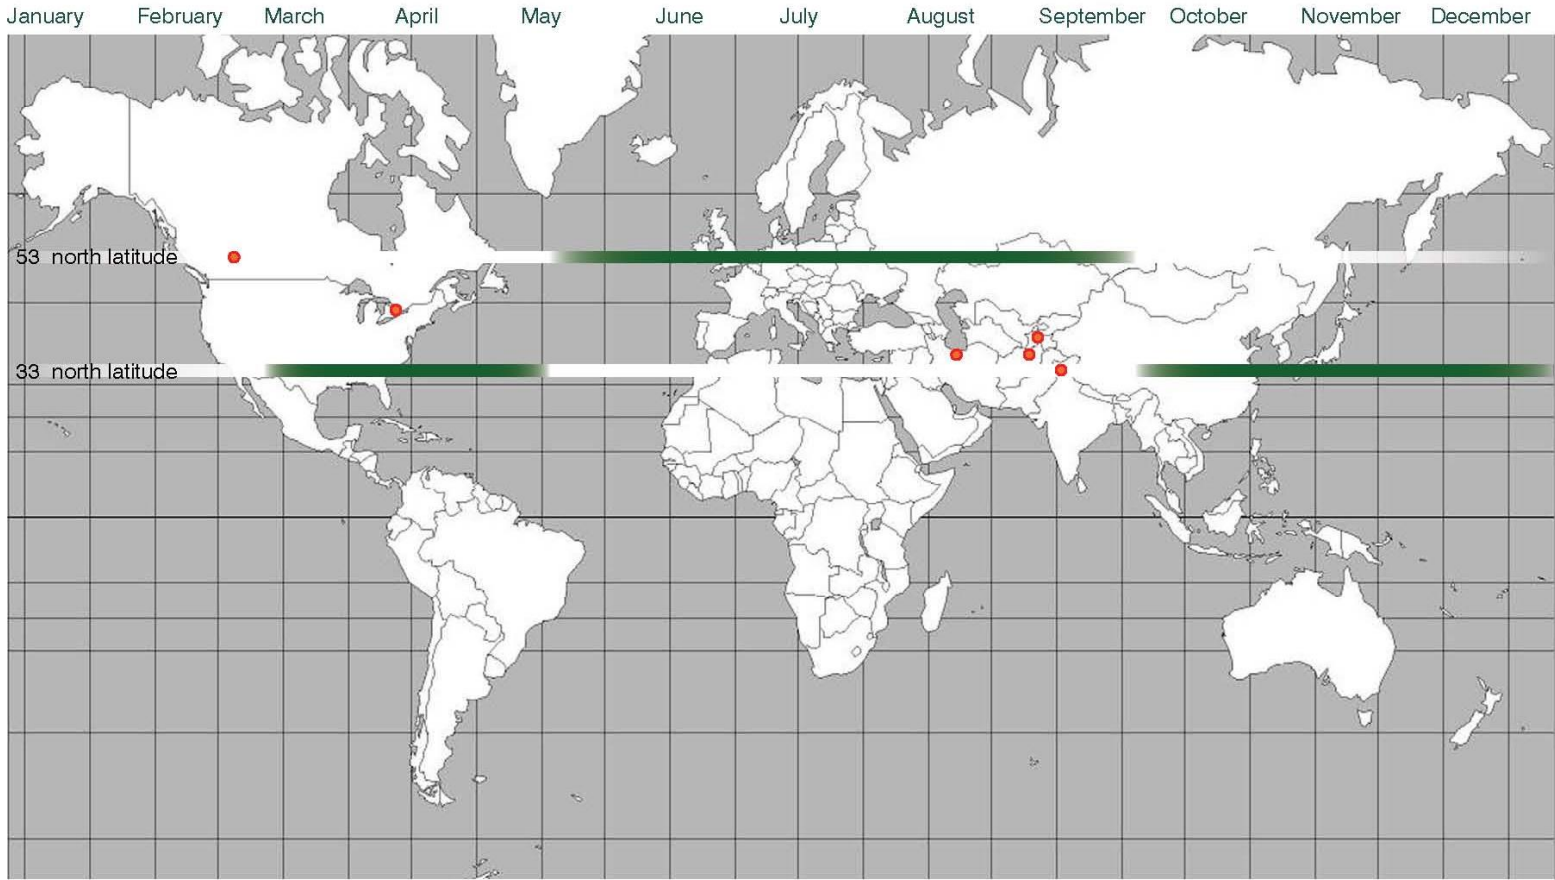 January February March April May June July August September October November December
53 north latitude
33 north latitude